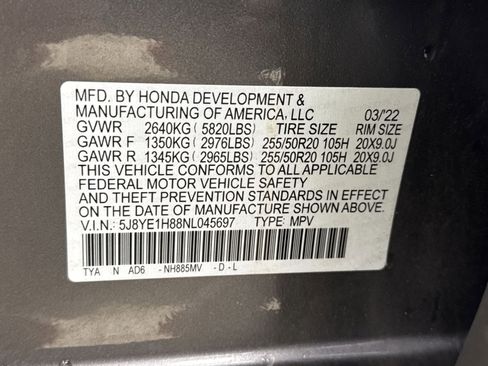 MFD. BY HONDA DEVELOPMENT &
MANUFACTURING OF AMERICA, LLC 03/'22
GVWR 2640KG ( 5820LBS) TIRE SIZE RIM SIZE
GAWR F 1350KG ( 2976LBS) 255/50R20 105H 20X9.0J
GAWR R 1345KG ( 2965LBS) 255/50R20 105H 20X9.0J
THIS VEHICLE CONFORMS TO ALL APPLICABLE
FEDERAL MOTOR VEHICLE SAFETY
AND THEFT PREVENTION STANDARDS IN EFFECT
ON THE DATE OF MANUFACTURE SHOWN ABOVE.
V.I.N.: 5J8YE1H88NL045697 TYPE: MPV
TYA N AD6 -NH885MV -D-L